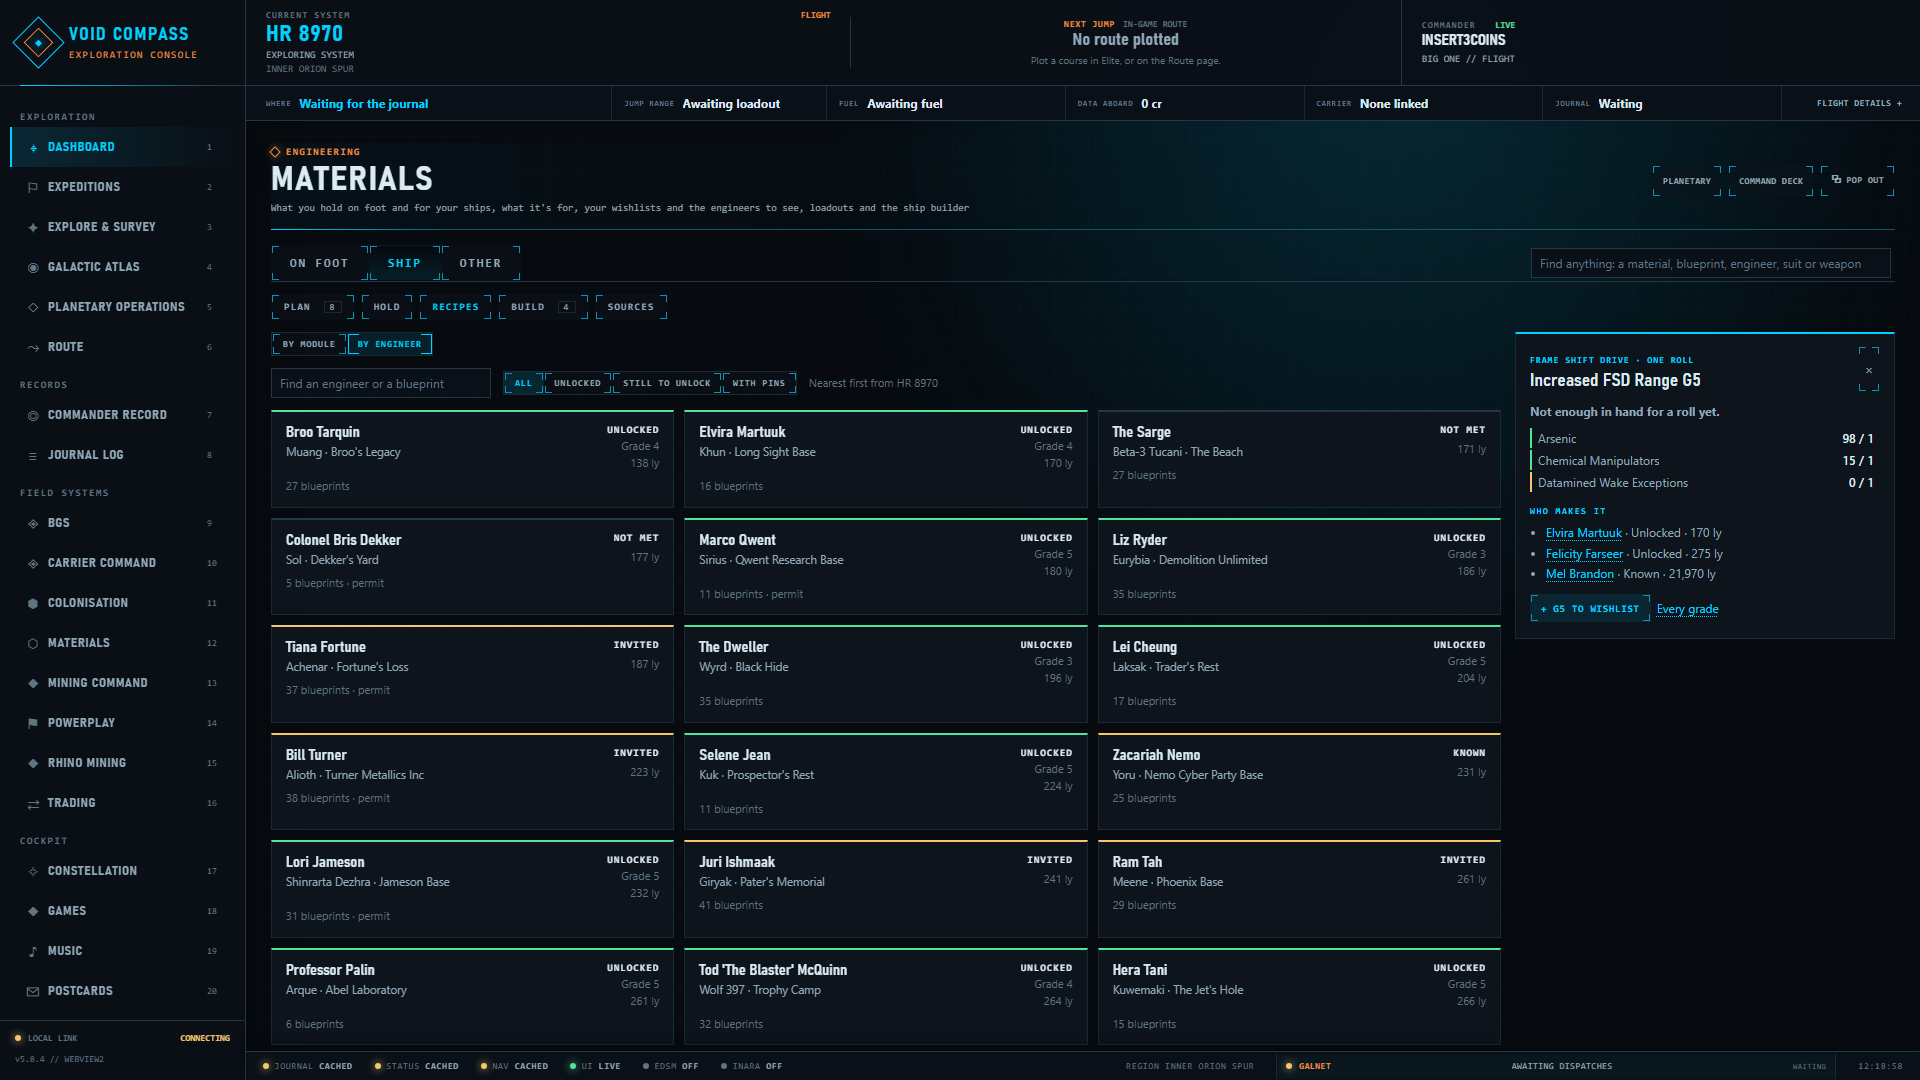 VOID COMPASS
EXPLORATION CONSOLE
CURRENT SYSTEM
HR 8970
EXPLORING SYSTEM
INNER ORION SPUR
FLIGHT
NEXT JUMP IN-GAME ROUTE
No route plotted
Plot a course in Elite, or on the Route page.
COMMANDER LIVE
INSERT3COINS
BIG ONE // FLIGHT
WHERE Waiting for the journal
JUMP RANGE Awaiting loadout
FUEL Awaiting fuel
DATA ABOARD 0 cr
CARRIER None linked
JOURNAL Waiting
FLIGHT DETAILS +
EXPLORATION
DASHBOARD 1
EXPEDITIONS 2
EXPLORE & SURVEY 3
GALACTIC ATLAS 4
PLANETARY OPERATIONS 5
ROUTE 6
RECORDS
COMMANDER RECORD 7
JOURNAL LOG 8
FIELD SYSTEMS
BGS 9
CARRIER COMMAND 10
COLONISATION 11
MATERIALS 12
MINING COMMAND 13
POWERPLAY 14
RHINO MINING 15
TRADING 16
COCKPIT
CONSTELLATION 17
GAMES 18
MUSIC 19
POSTCARDS 20
LOCAL LINK CONNECTING
v5.8.4 // WEBVIEW2
ENGINEERING
MATERIALS
What you hold on foot and for your ships, what it's for, your wishlists and the engineers to see, loadouts and the ship builder
PLANETARY
COMMAND DECK
POP OUT
ON FOOT
SHIP
OTHER
Find anything: a material, blueprint, engineer, suit or weapon
PLAN 8
HOLD
RECIPES
BUILD 4
SOURCES
BY MODULE
BY ENGINEER
Find an engineer or a blueprint
ALL
UNLOCKED
STILL TO UNLOCK
WITH PINS
Nearest first from HR 8970
Broo Tarquin UNLOCKED
Muang · Broo's Legacy Grade 4
138 ly
27 blueprints
Elvira Martuuk UNLOCKED
Khun · Long Sight Base Grade 4
170 ly
16 blueprints
The Sarge NOT MET
Beta-3 Tucani · The Beach 171 ly
27 blueprints
Colonel Bris Dekker NOT MET
Sol · Dekker's Yard 177 ly
5 blueprints · permit
Marco Qwent UNLOCKED
Sirius · Qwent Research Base Grade 5
180 ly
11 blueprints · permit
Liz Ryder UNLOCKED
Eurybia · Demolition Unlimited Grade 3
186 ly
35 blueprints
Tiana Fortune INVITED
Achenar · Fortune's Loss 187 ly
37 blueprints · permit
The Dweller UNLOCKED
Wyrd · Black Hide Grade 3
196 ly
35 blueprints
Lei Cheung UNLOCKED
Laksak · Trader's Rest Grade 5
204 ly
17 blueprints
Bill Turner INVITED
Alioth · Turner Metallics Inc 223 ly
38 blueprints · permit
Selene Jean UNLOCKED
Kuk · Prospector's Rest Grade 5
224 ly
11 blueprints
Zacariah Nemo KNOWN
Yoru · Nemo Cyber Party Base 231 ly
25 blueprints
Lori Jameson UNLOCKED
Shinrarta Dezhra · Jameson Base Grade 5
232 ly
31 blueprints · permit
Juri Ishmaak INVITED
Giryak · Pater's Memorial 241 ly
41 blueprints
Ram Tah INVITED
Meene · Phoenix Base 261 ly
29 blueprints
Professor Palin UNLOCKED
Arque · Abel Laboratory Grade 5
261 ly
6 blueprints
Tod 'The Blaster' McQuinn UNLOCKED
Wolf 397 · Trophy Camp Grade 4
264 ly
32 blueprints
Hera Tani UNLOCKED
Kuwemaki · The Jet's Hole Grade 5
266 ly
15 blueprints
FRAME SHIFT DRIVE · ONE ROLL
Increased FSD Range G5
×
Not enough in hand for a roll yet.
Arsenic 98 / 1
Chemical Manipulators 15 / 1
Datamined Wake Exceptions 0 / 1
WHO MAKES IT
• Elvira Martuuk · Unlocked · 170 ly
• Felicity Farseer · Unlocked · 275 ly
• Mel Brandon · Known · 21,970 ly
+ G5 TO WISHLIST
Every grade
JOURNAL CACHED
STATUS CACHED
NAV CACHED
UI LIVE
EDSM OFF
INARA OFF
REGION INNER ORION SPUR
GALNET
AWAITING DISPATCHES
WAITING
12:18:58